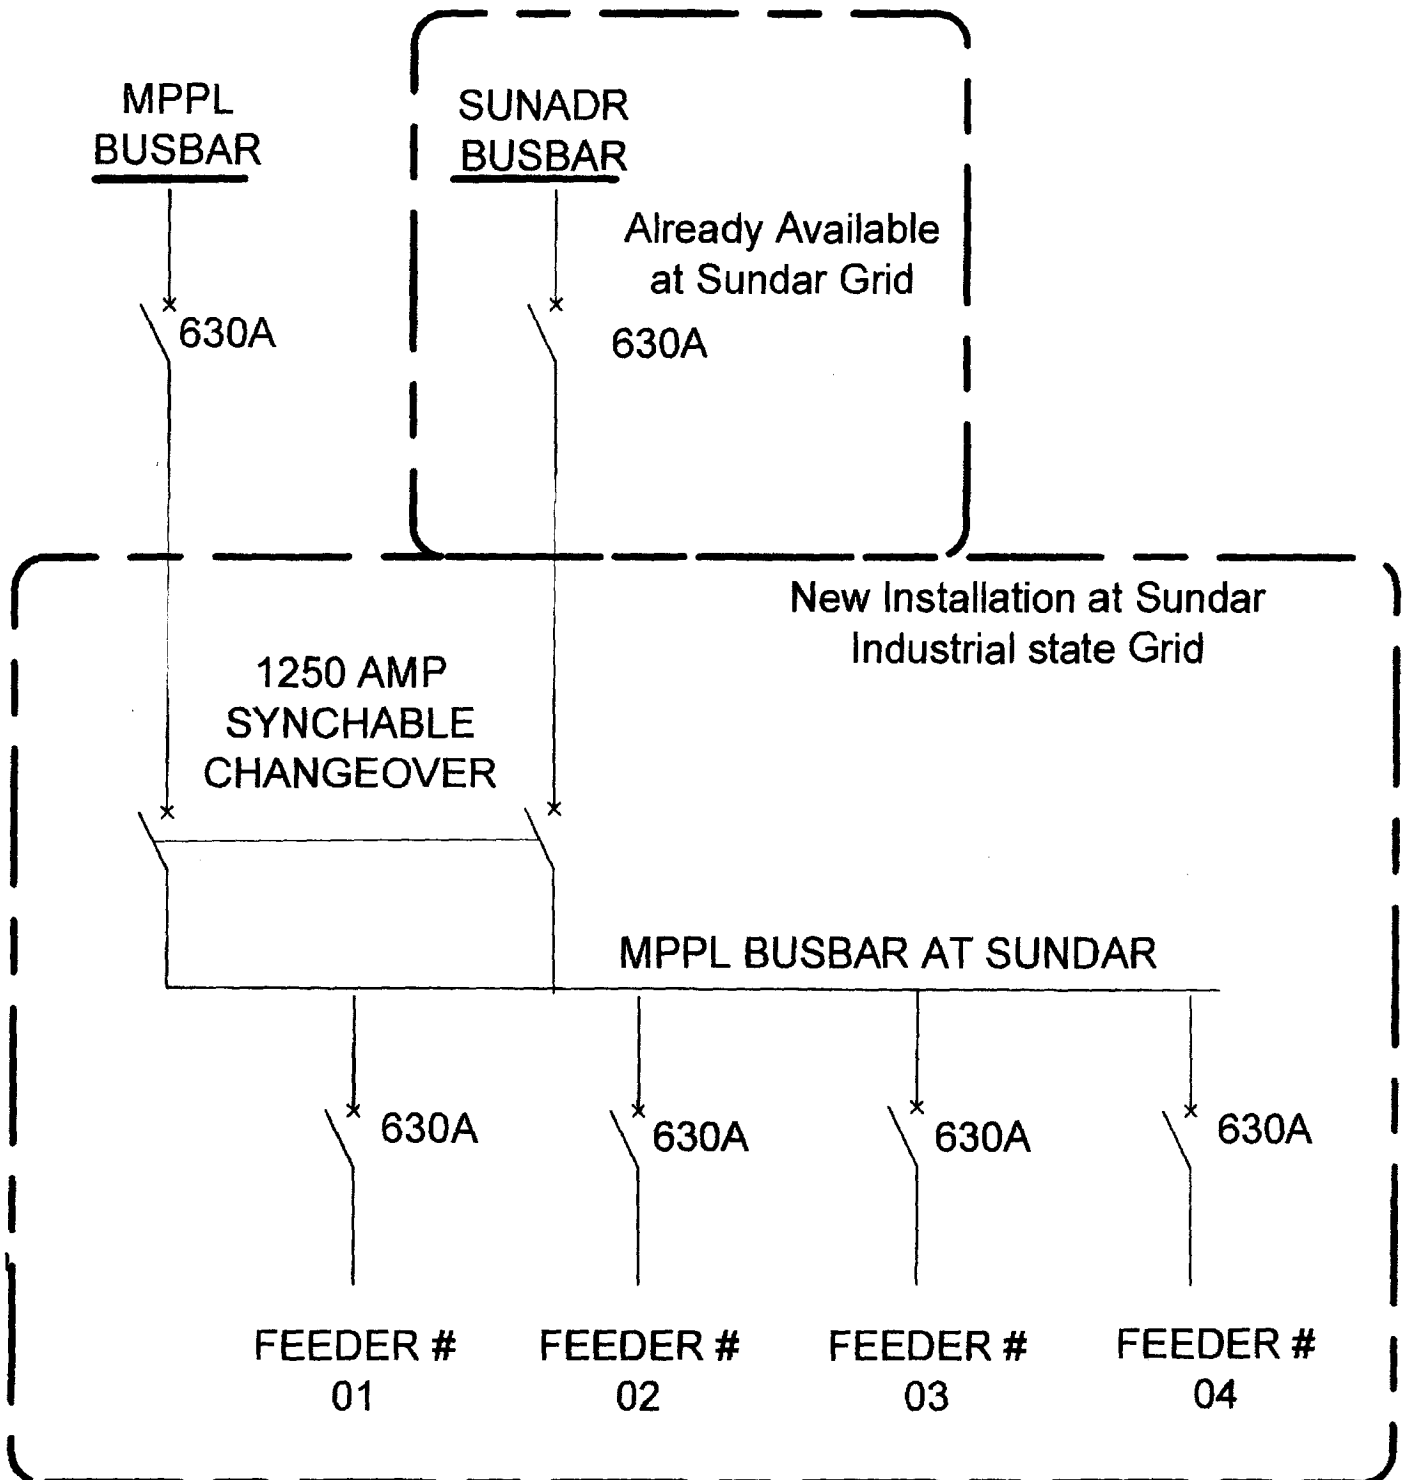 MPPL
BUSBAR
SUNADR
BUSBAR
Already Available
at Sundar Grid
630A
630A
New Installation at Sundar
Industrial state Grid
1250 AMP
SYNCHABLE
CHANGEOVER
MPPL BUSBAR AT SUNDAR
630A
630A
630A
630A
FEEDER #
01
FEEDER #
02
FEEDER #
03
FEEDER #
04